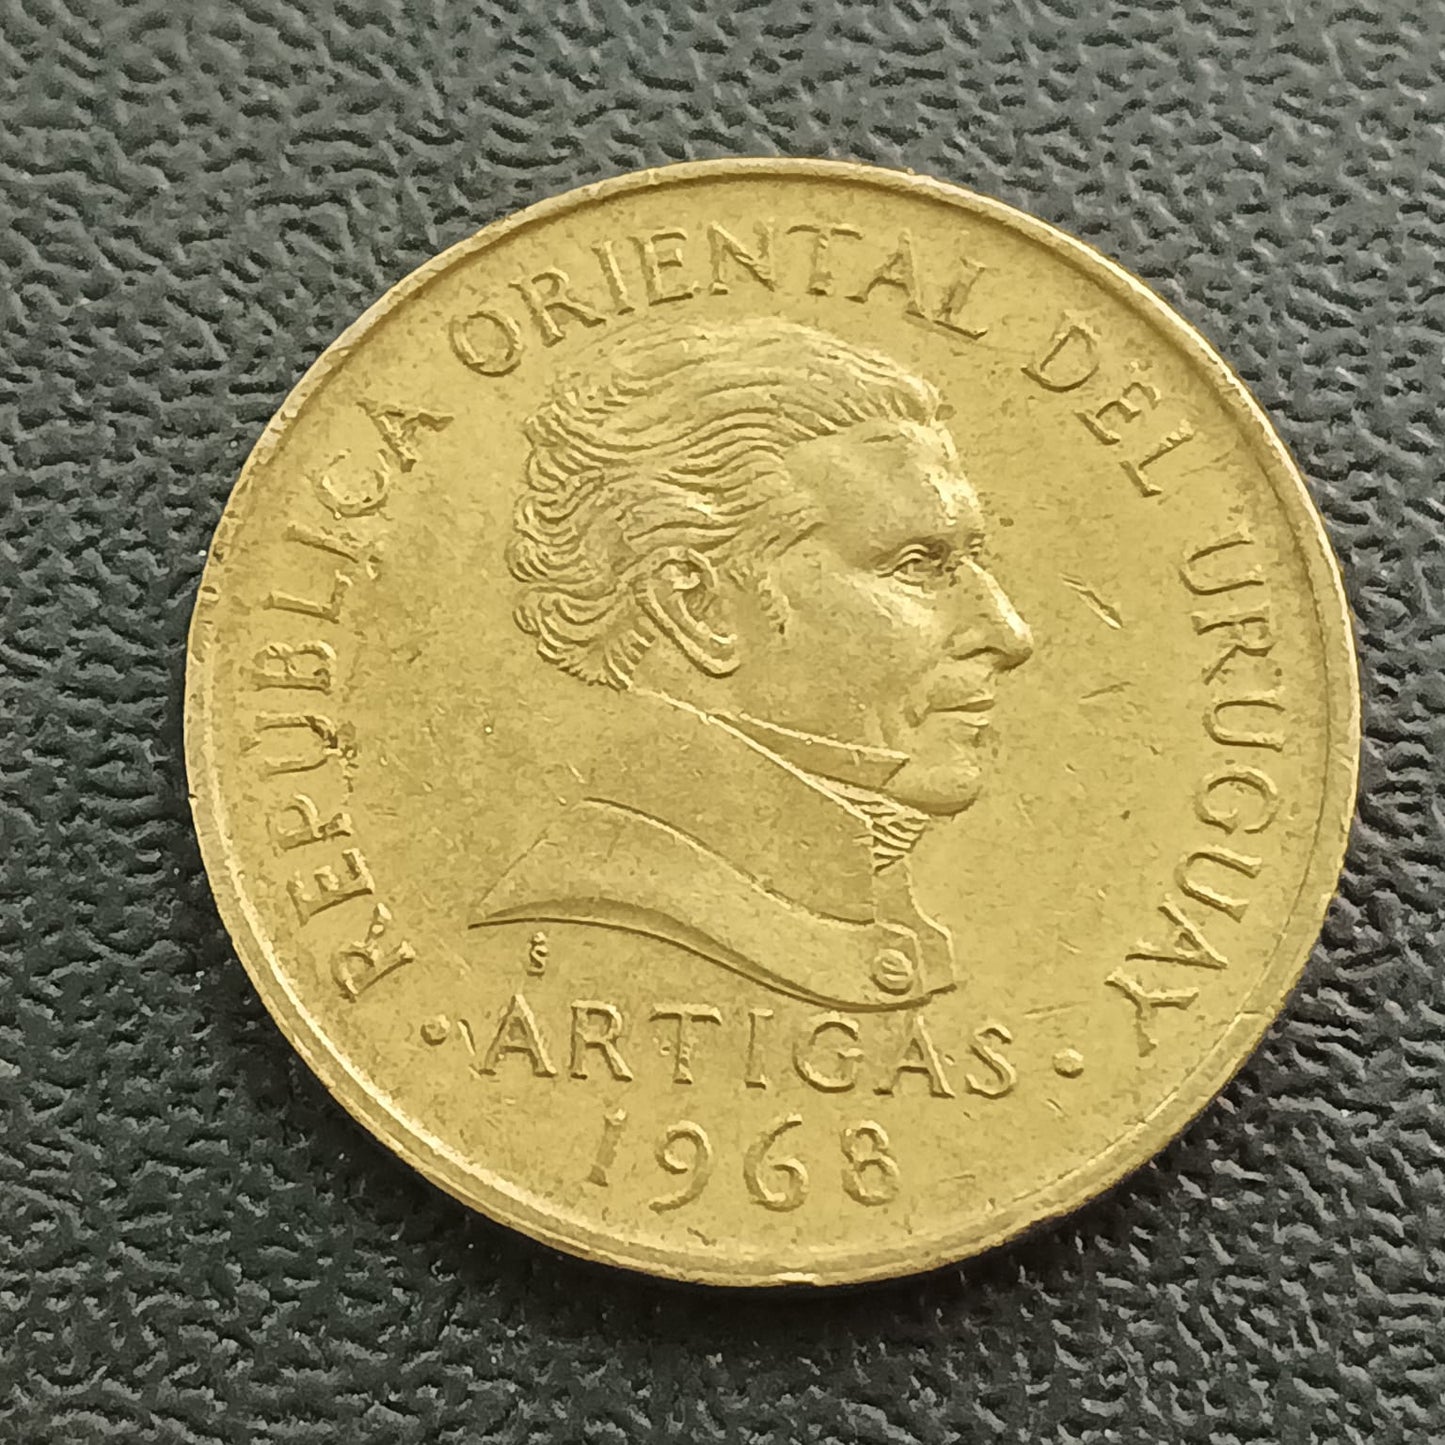 REPUBLICA ORIENTAL DEL URUGUAY
· ARTIGAS ·
1968